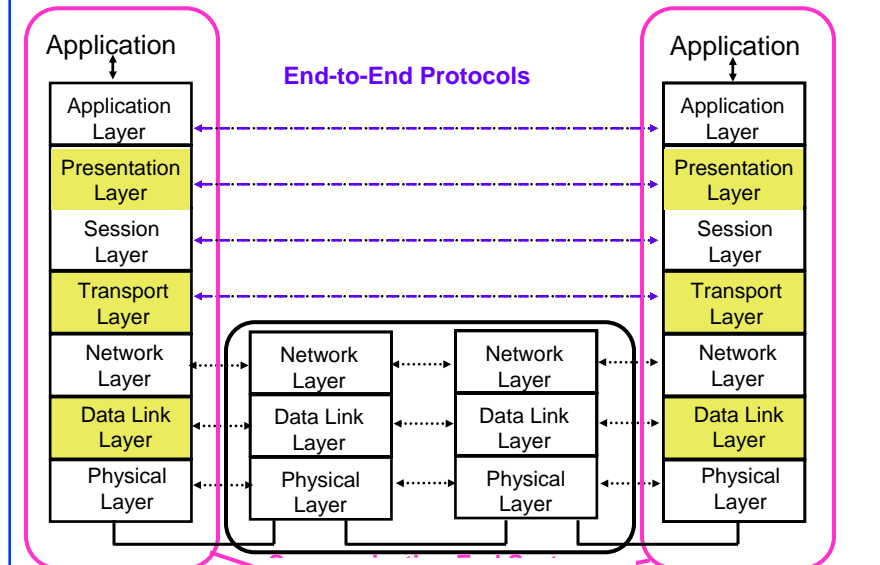 Application
Application
End-to-End Protocols
Application
Layer
Presentation
Layer
Session
Layer
Transport
Layer
Network
Layer
Data Link
Layer
Physical
Layer
Network
Layer
Data Link
Layer
Physical
Layer
Network
Layer
Data Link
Layer
Physical
Layer
Application
Layer
Presentation
Layer
Session
Layer
Transport
Layer
Network
Layer
Data Link
Layer
Physical
Layer